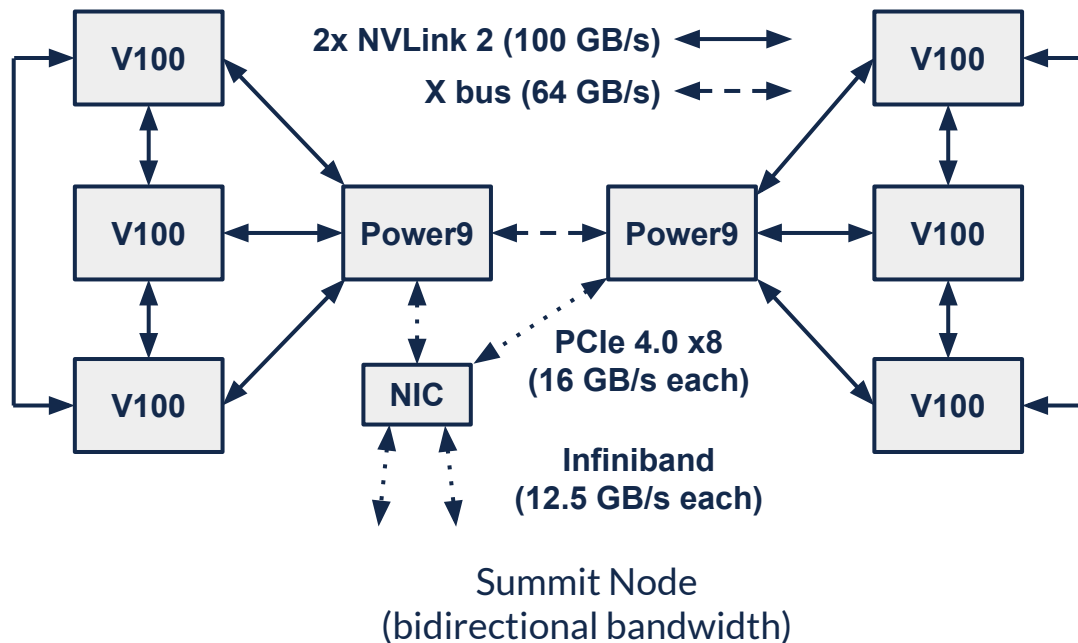 2x NVLink 2 (100 GB/s)
X bus (64 GB/s)
V100
V100
V100
Power9
Power9
V100
V100
V100
NIC
PCIe 4.0 x8
(16 GB/s each)
Infiniband
(12.5 GB/s each)
Summit Node
(bidirectional bandwidth)